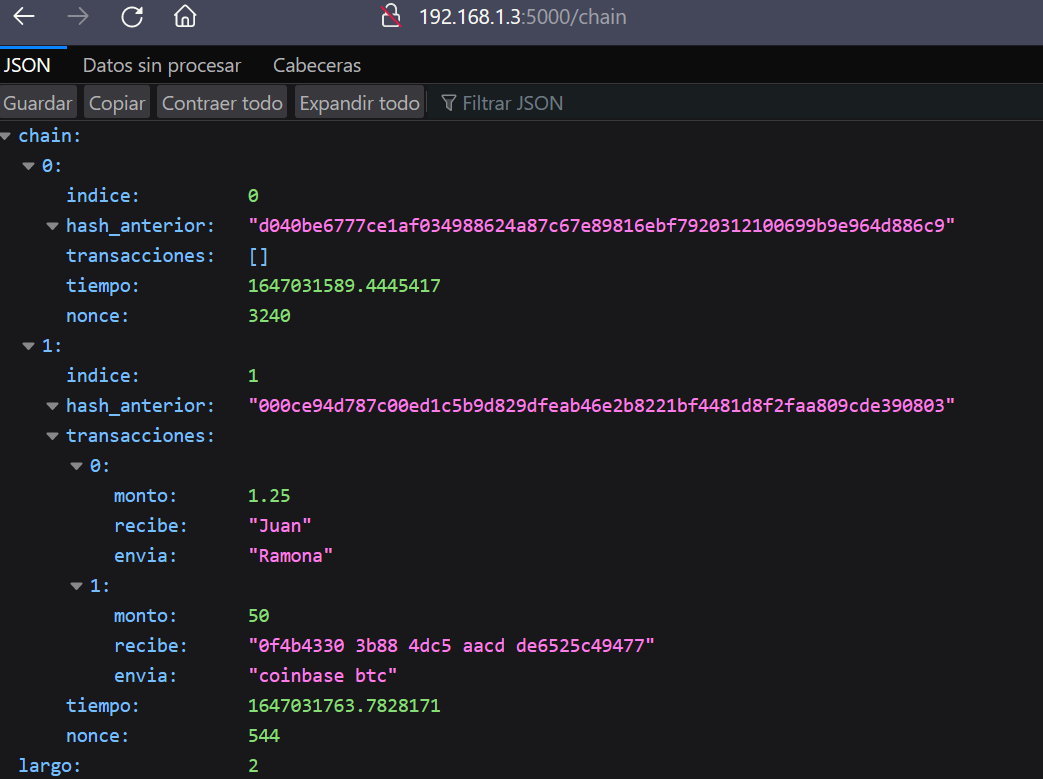 192.168.1.3:5000/chain
JSON Datos sin procesar Cabeceras
Guardar Copiar Contraer todo Expandir todo Filtrar JSON
chain:
0:
indice: 0
hash_anterior: "d040be6777ce1af034988624a87c67e89816ebf7920312100699b9e964d886c9"
transacciones: []
tiempo: 1647031589.4445417
nonce: 3240
1:
indice: 1
hash_anterior: "000ce94d787c00ed1c5b9d829dfeab46e2b8221bf4481d8f2faa809cde390803"
transacciones:
0:
monto: 1.25
recibe: "Juan"
envia: "Ramona"
1:
monto: 50
recibe: "0f4b4330 3b88 4dc5 aacd de6525c49477"
envia: "coinbase btc"
tiempo: 1647031763.7828171
nonce: 544
largo: 2